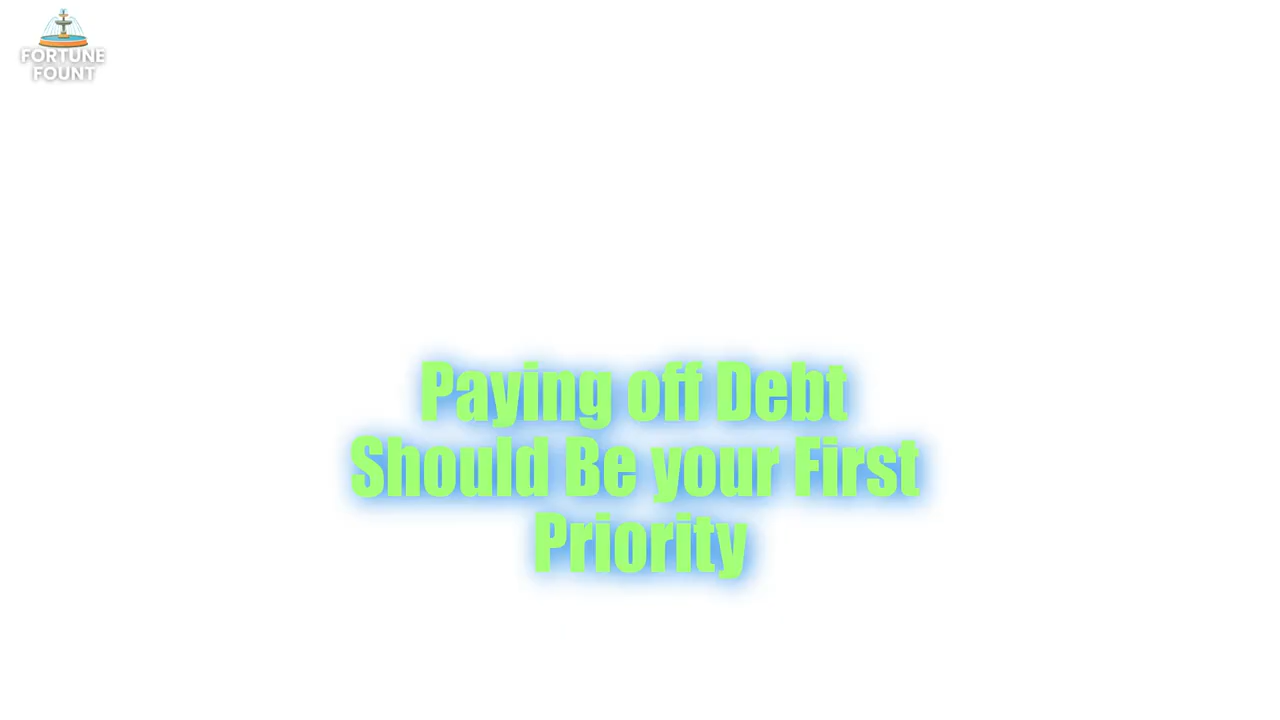 FORTUNE
FOUNT
Paying off Debt
Should Be your First
Priority